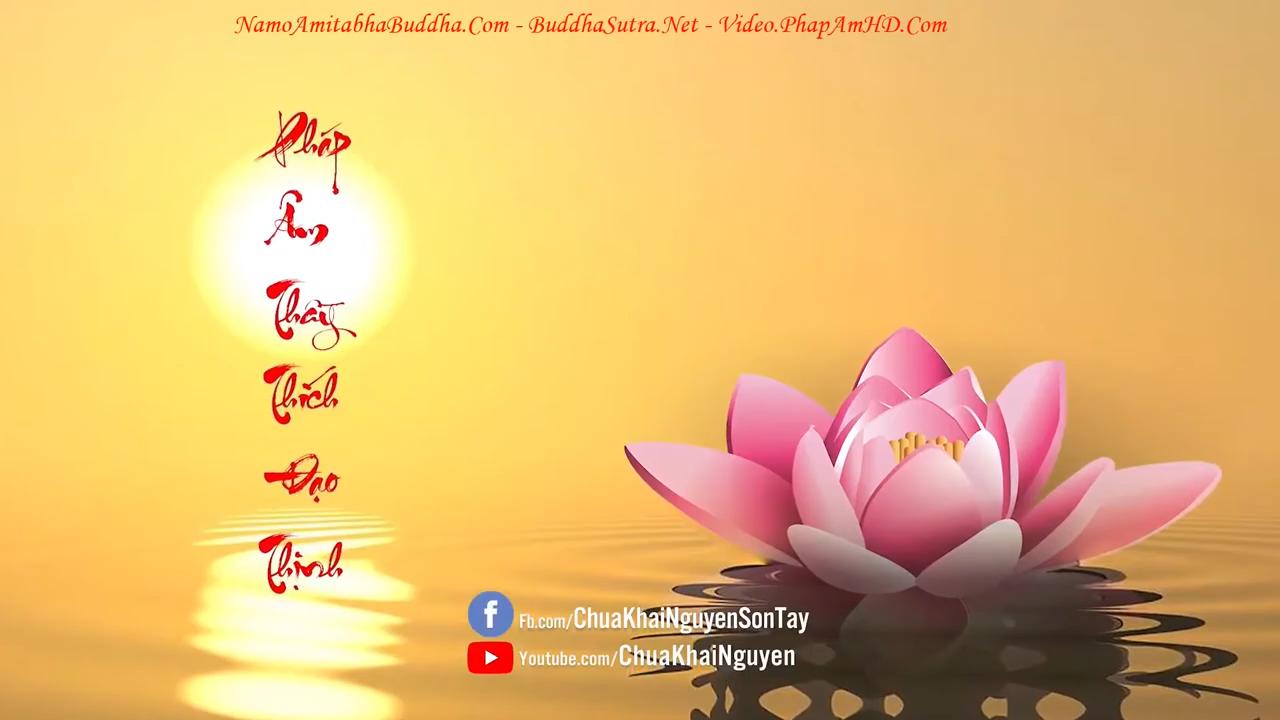 NamoAmitabhaBuddha.Com - BuddhaSutra.Net - Video.PhapAmHD.Com
Pháp
Âm
Thầy
Thích
Đạo
Thịnh
Fb.com/ChuaKhaiNguyenSonTay
Youtube.com/ChuaKhaiNguyen